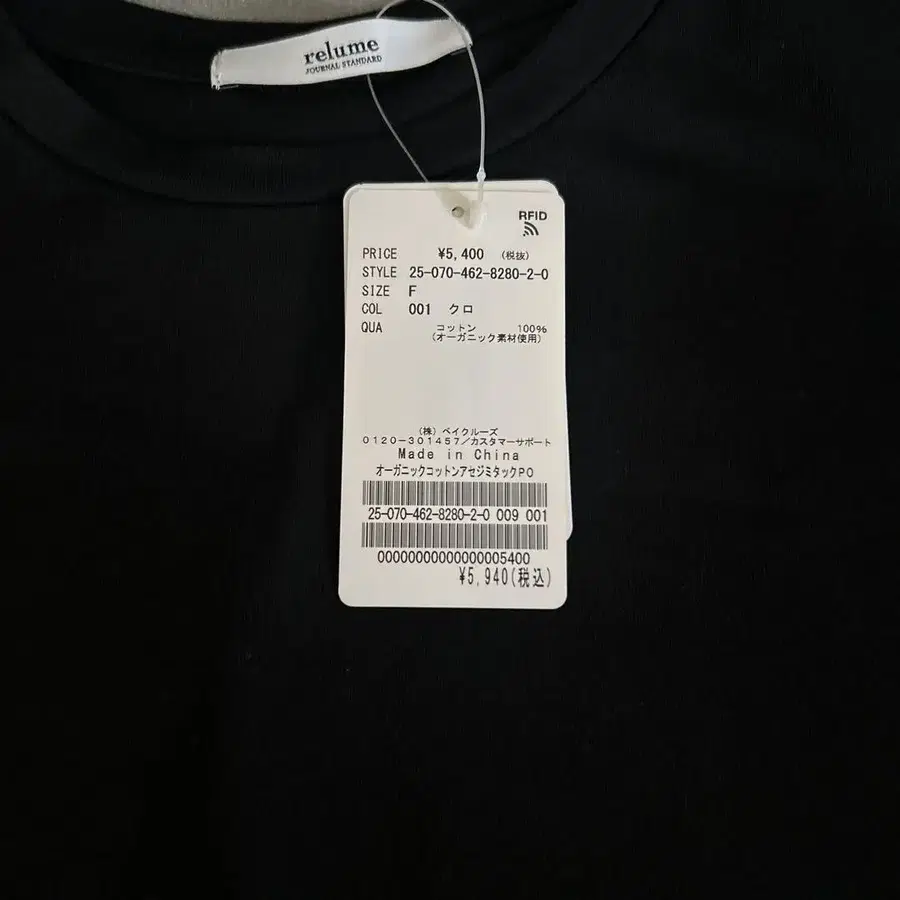 relume
JOURNAL STANDARD
RFID
PRICE ¥5,400 (税抜)
STYLE 25-070-462-8280-2-0
SIZE F
COL 001 クロ
QUA コットン 100%
(オーガニック素材使用)
(株) ベイクルーズ
0120-301457/カスタマーサポート
Made in China
オーガニックコットンアセジミタックPO
25-070-462-8280-2-0 009 001
00000000000000005400
¥5,940(税込)